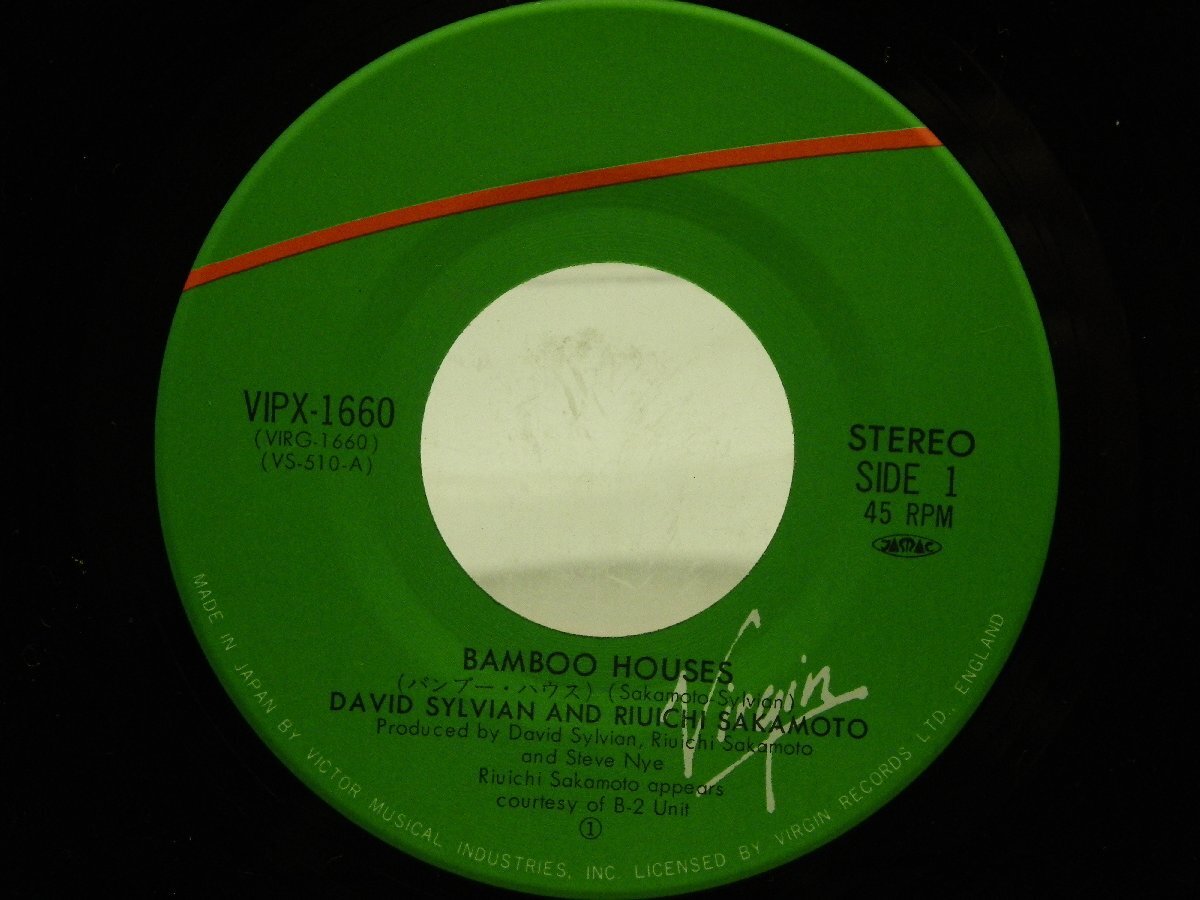 VIPX-1660
(VIRG-1660)
(VS-510-A)
STEREO
SIDE 1
45 RPM
JASRAC
BAMBOO HOUSES
(バンブー・ハウス) (Sakamoto-Sylvian)
DAVID SYLVIAN AND RIUICHI SAKAMOTO
Produced by David Sylvian, Riuichi Sakamoto
and Steve Nye
Riuichi Sakamoto appears
courtesy of B-2 Unit
①
Virgin
MADE IN JAPAN BY VICTOR MUSICAL INDUSTRIES, INC. LICENSED BY VIRGIN RECORDS LTD. ENGLAND